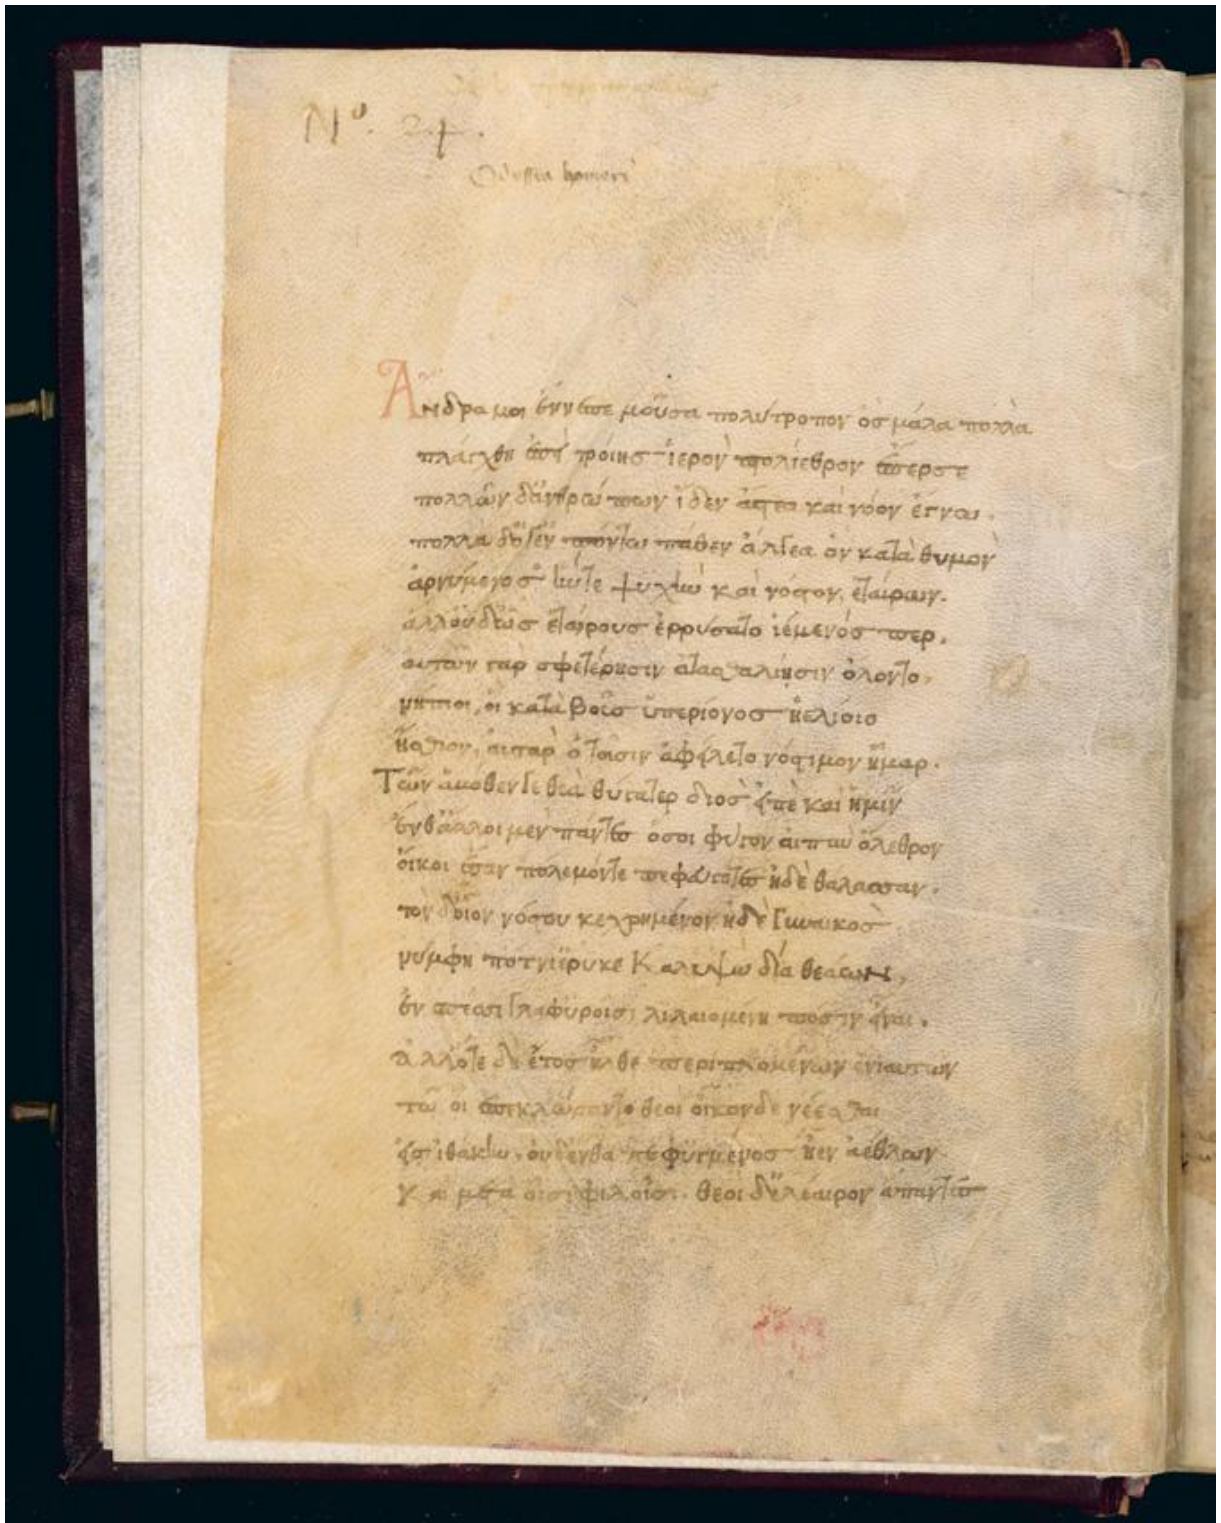 Nº. 24.
Odyssea homeri
Ἄνδρα μοι ἔννεπε μοῦσα πολύτροπον ὃς μάλα πολλὰ
πλάγχθη ἐπεὶ τροίης ἱερὸν πτολίεθρον ἔπερσε
πολλῶν δ' ἀνθρώπων ἴδεν ἄστεα καὶ νόον ἔγνω.
πολλὰ δ' ὅγ' ἐν πόντω πάθεν ἄλγεα ὃν κατὰ θυμὸν
ἀρνύμενος ἥν τε ψυχὴν καὶ νόστον ἑταίρων.
ἀλλ' οὐδ' ὣς ἑτάρους ἐρρύσατο ἱέμενός περ.
αὐτῶν γὰρ σφετέρησιν ἀτασθαλίησιν ὄλοντο.
νήπιοι, οἳ κατὰ βοῦς ὑπερίονος ἠελίοιο
ἤσθιον, αὐτὰρ ὁ τοῖσιν ἀφείλετο νόστιμον ἦμαρ.
Τῶν ἁμόθεν γε θεὰ θύγατερ διὸς εἰπὲ καὶ ἡμῖν
ἔνθ' ἄλλοι μὲν πάντες ὅσοι φύγον αἰπὺν ὄλεθρον
οἴκοι ἔσαν πόλεμόν τε πεφευγότες ἠδὲ θάλασσαν.
τὸν δ' οἶον νόστου κεχρημένον ἠδὲ γυναικὸς
νύμφη πότνι' ἔρυκε Καλυψὼ δῖα θεάων,
ἐν σπέσσι γλαφυροῖσι λιλαιομένη πόσιν εἶναι.
ἀλλ' ὅτε δὴ ἔτος ἦλθε περιπλομένων ἐνιαυτῶν
τῶ οἱ ἐπεκλώσαντο θεοὶ οἶκόνδε νέεσθαι
εἰς ἰθάκην, οὐδ' ἔνθα πεφυγμένος ἦεν ἀέθλων
καὶ μετὰ οἷσι φίλοισι. θεοὶ δ' ἐλέαιρον ἅπαντες